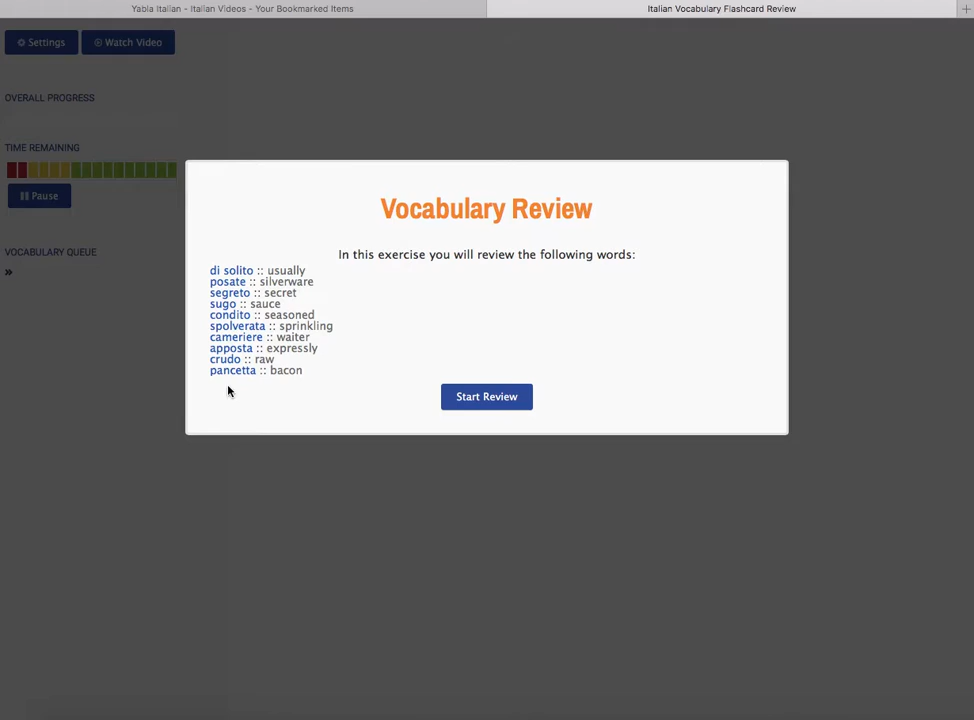 Yabla Italian - Italian Videos - Your Bookmarked Items
Italian Vocabulary Flashcard Review
Settings
Watch Video
OVERALL PROGRESS
TIME REMAINING
Pause
VOCABULARY QUEUE
»
Vocabulary Review
In this exercise you will review the following words:
di solito :: usually
posate :: silverware
segreto :: secret
sugo :: sauce
condito :: seasoned
spolverata :: sprinkling
cameriere :: waiter
apposta :: expressly
crudo :: raw
pancetta :: bacon
Start Review